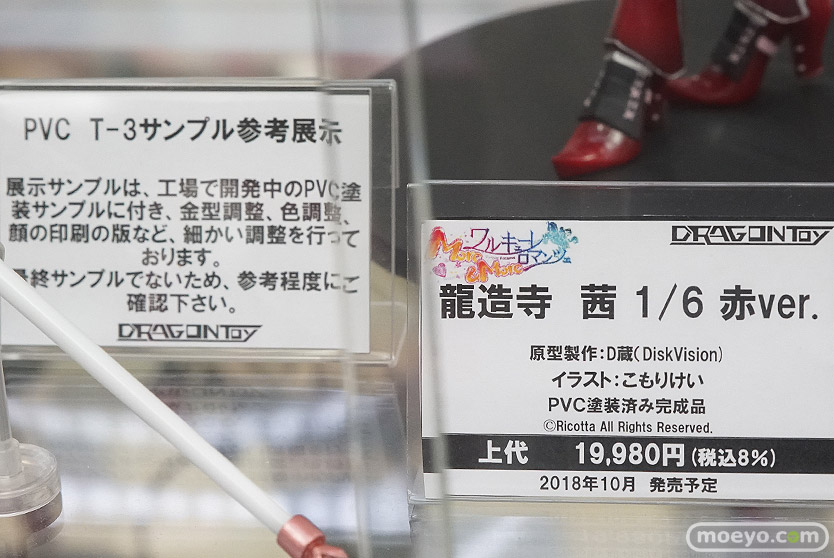 PVC T-3サンプル参考展示
展示サンプルは、工場で開発中のPVC塗
装サンプルに付き、金型調整、色調整、
顔の印刷の版など、細かい調整を行って
おります。
最終サンプルでないため、参考程度にご
確認下さい。
DRAGONTOY
ワルキューレ
ロマンツェ
More
&More
DRAGONTOY
龍造寺 茜 1/6 赤ver.
原型製作:D蔵(DiskVision)
イラスト:こもりけい
PVC塗装済み完成品
©Ricotta All Rights Reserved.
上代 19,980円(税込8%)
2018年10月 発売予定
moeyo.com